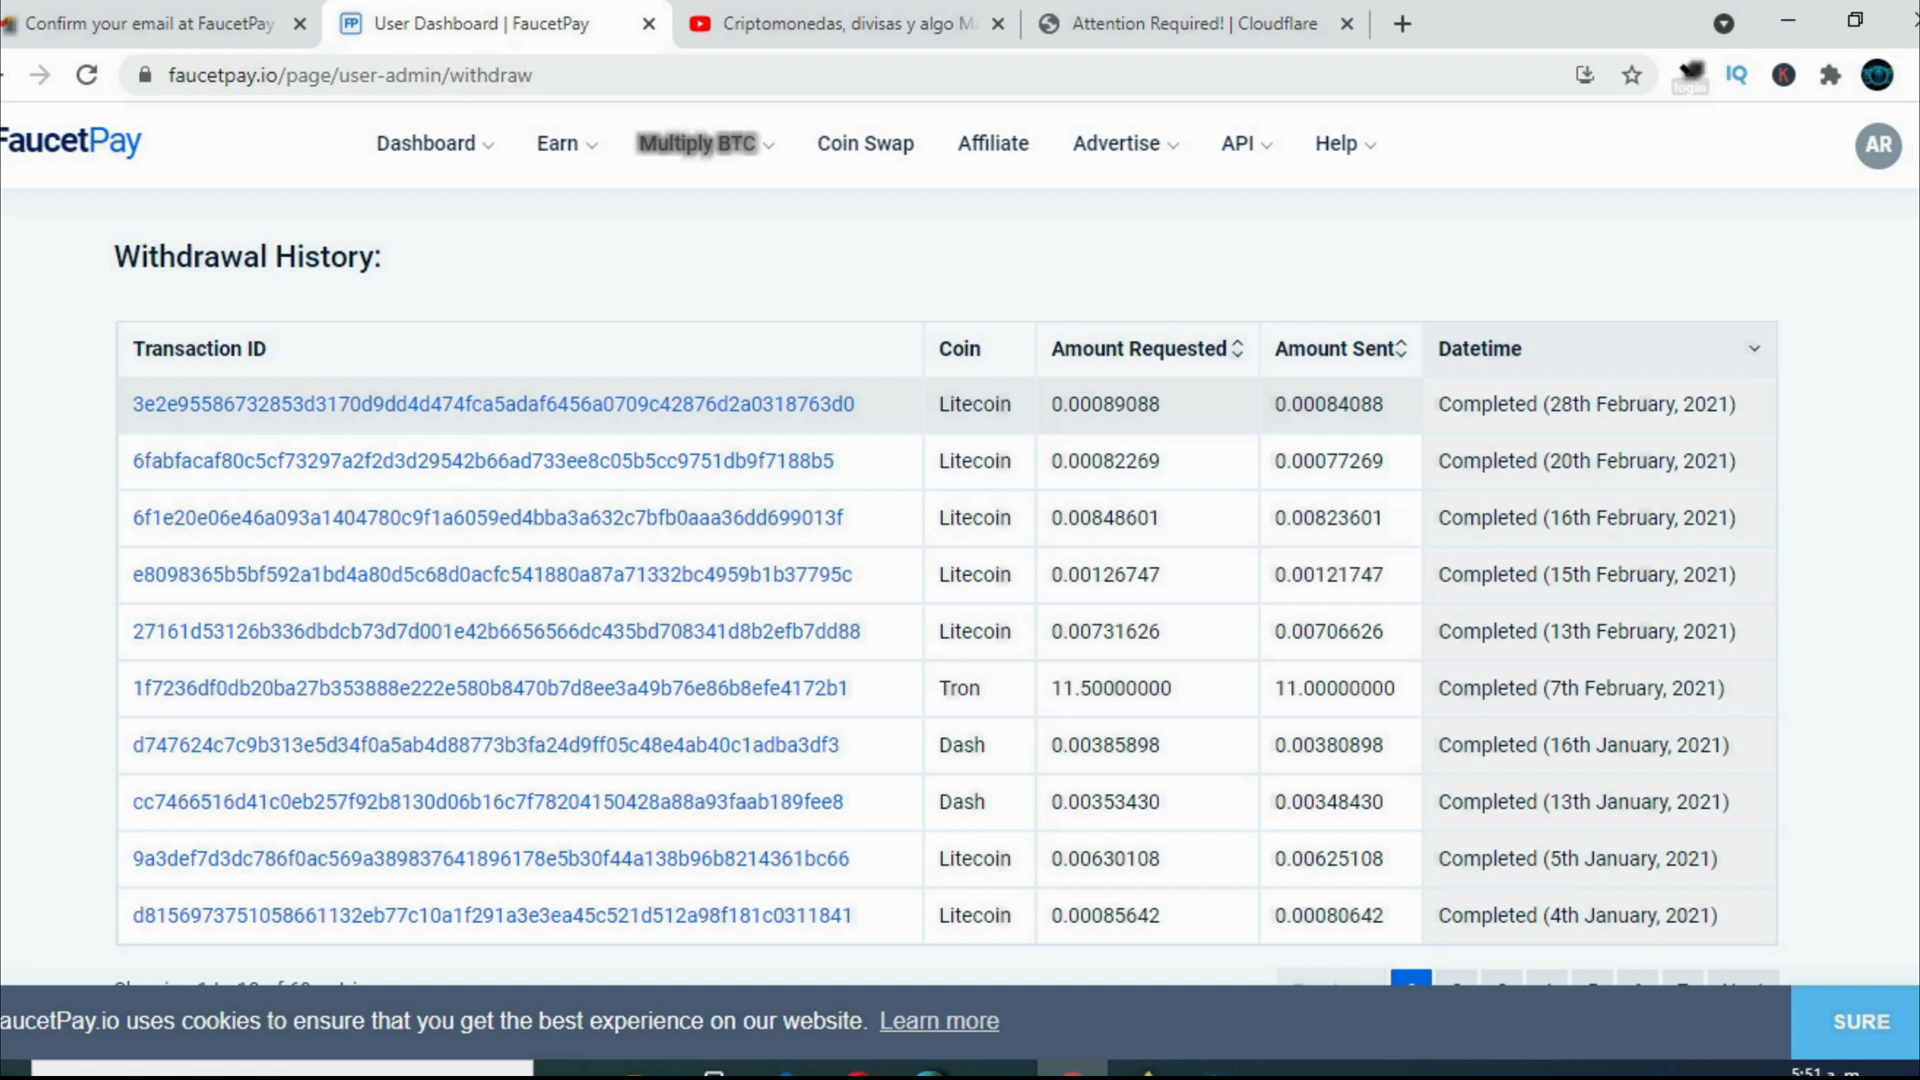 Confirm your email at FaucetPay
User Dashboard | FaucetPay
Criptomonedas, divisas y algo M
Attention Required! | Cloudflare
faucetpay.io/page/user-admin/withdraw
login
IQ
K
FaucetPay
Dashboard
Earn
Multiply BTC
Coin Swap
Affiliate
Advertise
API
Help
AR
Withdrawal History:
Transaction ID Coin Amount Requested Amount Sent Datetime
3e2e95586732853d3170d9dd4d474fca5adaf6456a0709c42876d2a0318763d0 Litecoin 0.00089088 0.00084088 Completed (28th February, 2021)
6fabfacaf80c5cf73297a2f2d3d29542b66ad733ee8c05b5cc9751db9f7188b5 Litecoin 0.00082269 0.00077269 Completed (20th February, 2021)
6f1e20e06e46a093a1404780c9f1a6059ed4bba3a632c7bfb0aaa36dd699013f Litecoin 0.00848601 0.00823601 Completed (16th February, 2021)
e8098365b5bf592a1bd4a80d5c68d0acfc541880a87a71332bc4959b1b37795c Litecoin 0.00126747 0.00121747 Completed (15th February, 2021)
27161d53126b336dbdcb73d7d001e42b6656566dc435bd708341d8b2efb7dd88 Litecoin 0.00731626 0.00706626 Completed (13th February, 2021)
1f7236df0db20ba27b353888e222e580b8470b7d8ee3a49b76e86b8efe4172b1 Tron 11.50000000 11.00000000 Completed (7th February, 2021)
d747624c7c9b313e5d34f0a5ab4d88773b3fa24d9ff05c48e4ab40c1adba3df3 Dash 0.00385898 0.00380898 Completed (16th January, 2021)
cc7466516d41c0eb257f92b8130d06b16c7f78204150428a88a93faab189fee8 Dash 0.00353430 0.00348430 Completed (13th January, 2021)
9a3def7d3dc786f0ac569a389837641896178e5b30f44a138b96b8214361bc66 Litecoin 0.00630108 0.00625108 Completed (5th January, 2021)
d8156973751058661132eb77c10a1f291a3e3ea45c521d512a98f181c0311841 Litecoin 0.00085642 0.00080642 Completed (4th January, 2021)
aucetPay.io uses cookies to ensure that you get the best experience on our website. Learn more
SURE